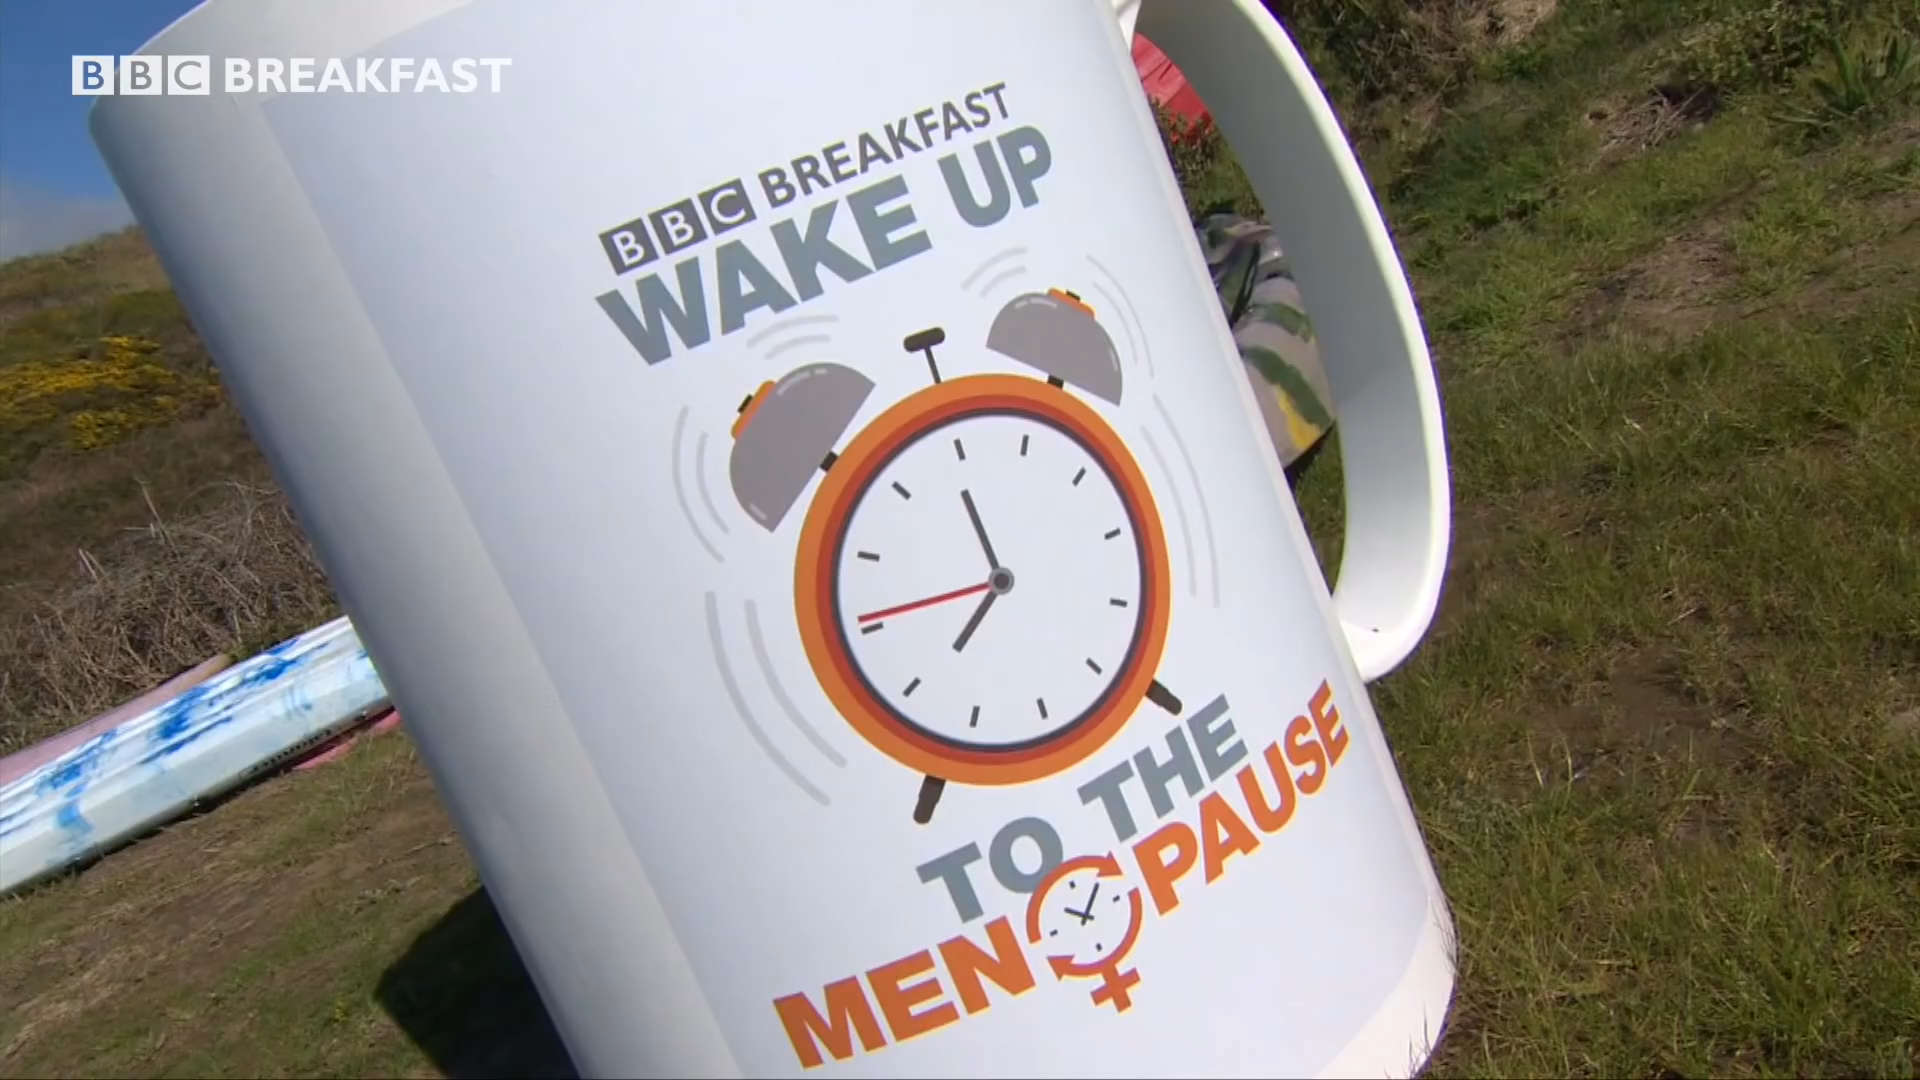 BBC BREAKFAST
BBC BREAKFAST
WAKE UP
TO THE
MENOPAUSE